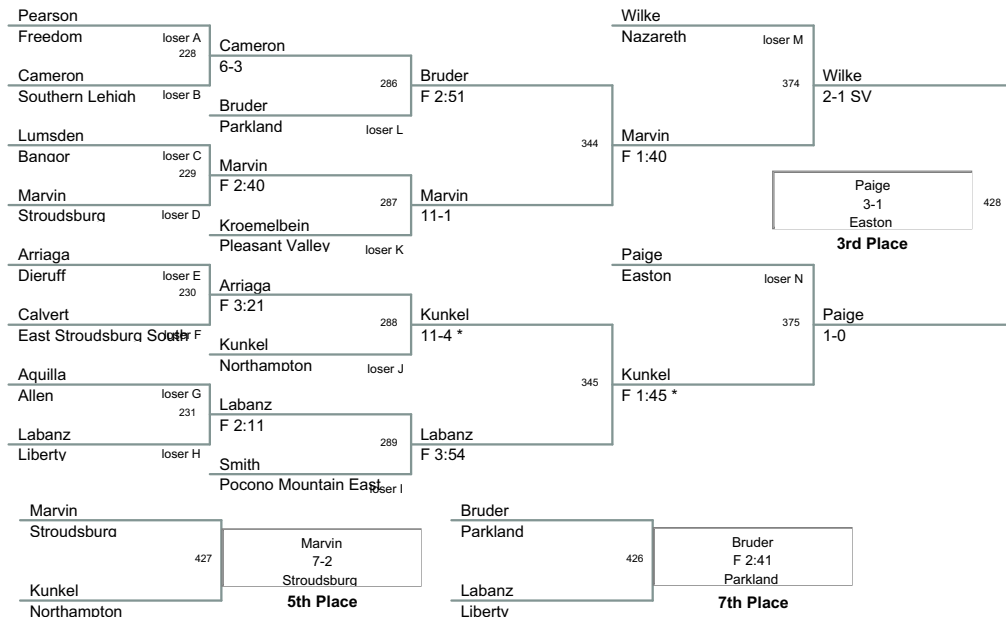 Pearson
Freedom
loser A
228
Cameron
Southern Lehigh
loser B
Cameron
6-3
286
Bruder
Parkland
loser L
Bruder
F 2:51
Lumsden
Bangor
loser C
229
Marvin
Stroudsburg
loser D
Marvin
F 2:40
287
Kroemelbein
Pleasant Valley
loser K
Marvin
11-1
344
Marvin
F 1:40
Wilke
Nazareth
loser M
374
Wilke
2-1 SV
Paige
3-1
Easton
428
3rd Place
Arriaga
Dieruff
loser E
230
Calvert
East Stroudsburg South
loser F
Arriaga
F 3:21
288
Kunkel
Northampton
loser J
Kunkel
11-4 *
Aquilla
Allen
loser G
231
Labanz
Liberty
loser H
Labanz
F 2:11
289
Smith
Pocono Mountain East
loser I
Labanz
F 3:54
345
Kunkel
F 1:45 *
Paige
Easton
loser N
375
Paige
1-0
Marvin
Stroudsburg
427
Kunkel
Northampton
Marvin
7-2
Stroudsburg
5th Place
Bruder
Parkland
426
Labanz
Liberty
Bruder
F 2:41
Parkland
7th Place